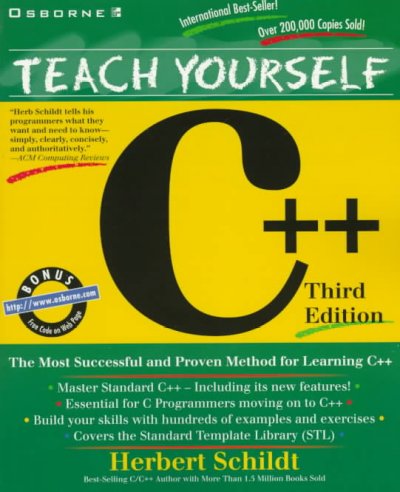 OSBORNE
International Best-Seller!
Over 200,000 Copies Sold!
TEACH YOURSELF
"Herb Schildt tells his
programmers what they
want and need to know—
simply, clearly, concisely,
and authoritatively."
—ACM Computing Reviews
C++
Third
Edition
BONUS
http://www.osborne.com
Free Code on Web Page
The Most Successful and Proven Method for Learning C++
• Master Standard C++ – Including its new features! •
• Essential for C Programmers moving on to C++ •
• Build your skills with hundreds of examples and exercises •
• Covers the Standard Template Library (STL) •
Herbert Schildt
Best-Selling C/C++ Author with More Than 1.5 Million Books Sold